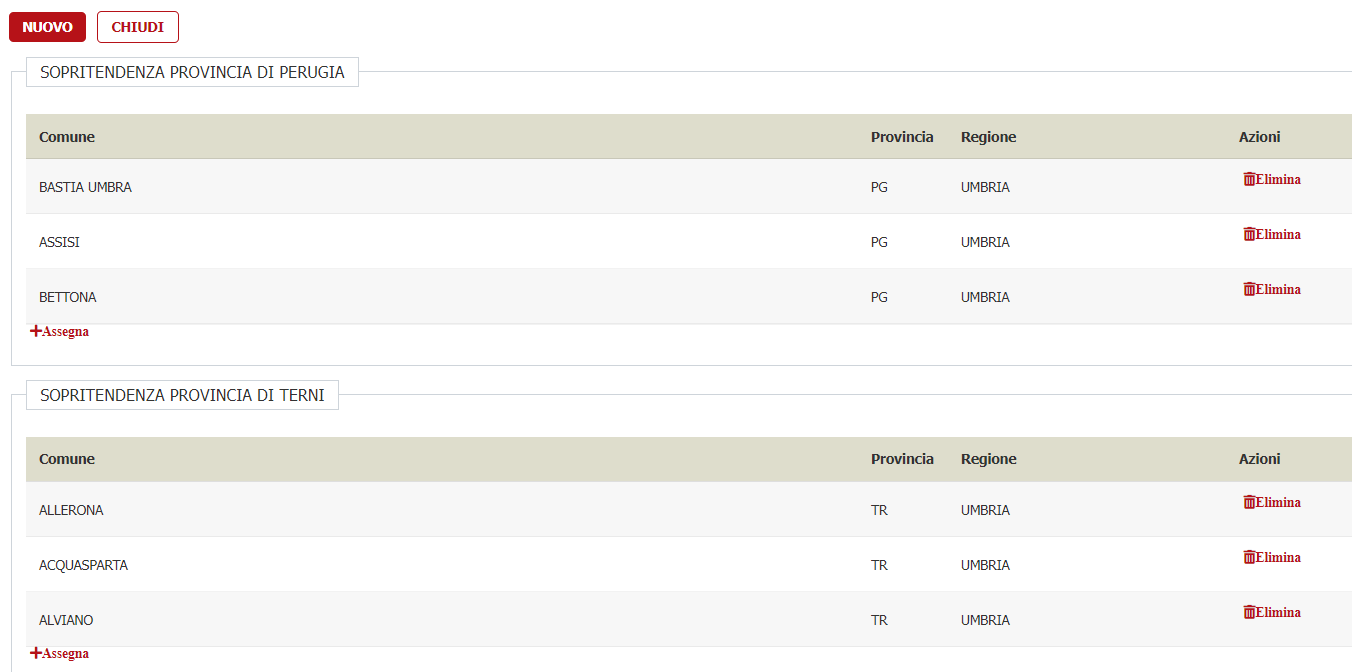 NUOVO CHIUDI
SOPRITENDENZA PROVINCIA DI PERUGIA
Comune Provincia Regione Azioni
BASTIA UMBRA PG UMBRIA Elimina
ASSISI PG UMBRIA Elimina
BETTONA PG UMBRIA Elimina
+Assegna
SOPRITENDENZA PROVINCIA DI TERNI
Comune Provincia Regione Azioni
ALLERONA TR UMBRIA Elimina
ACQUASPARTA TR UMBRIA Elimina
ALVIANO TR UMBRIA Elimina
+Assegna